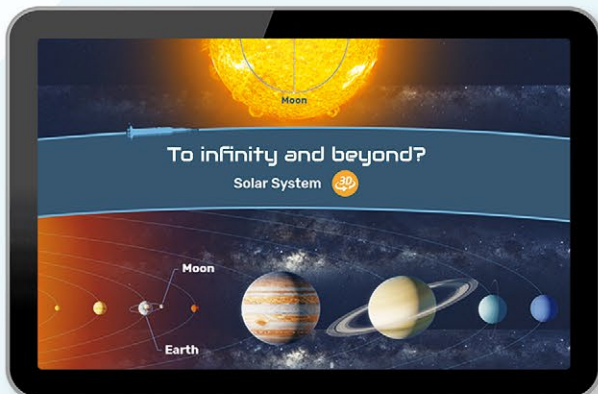 Moon
To infinity and beyond?
Solar System 3D
Moon
Earth